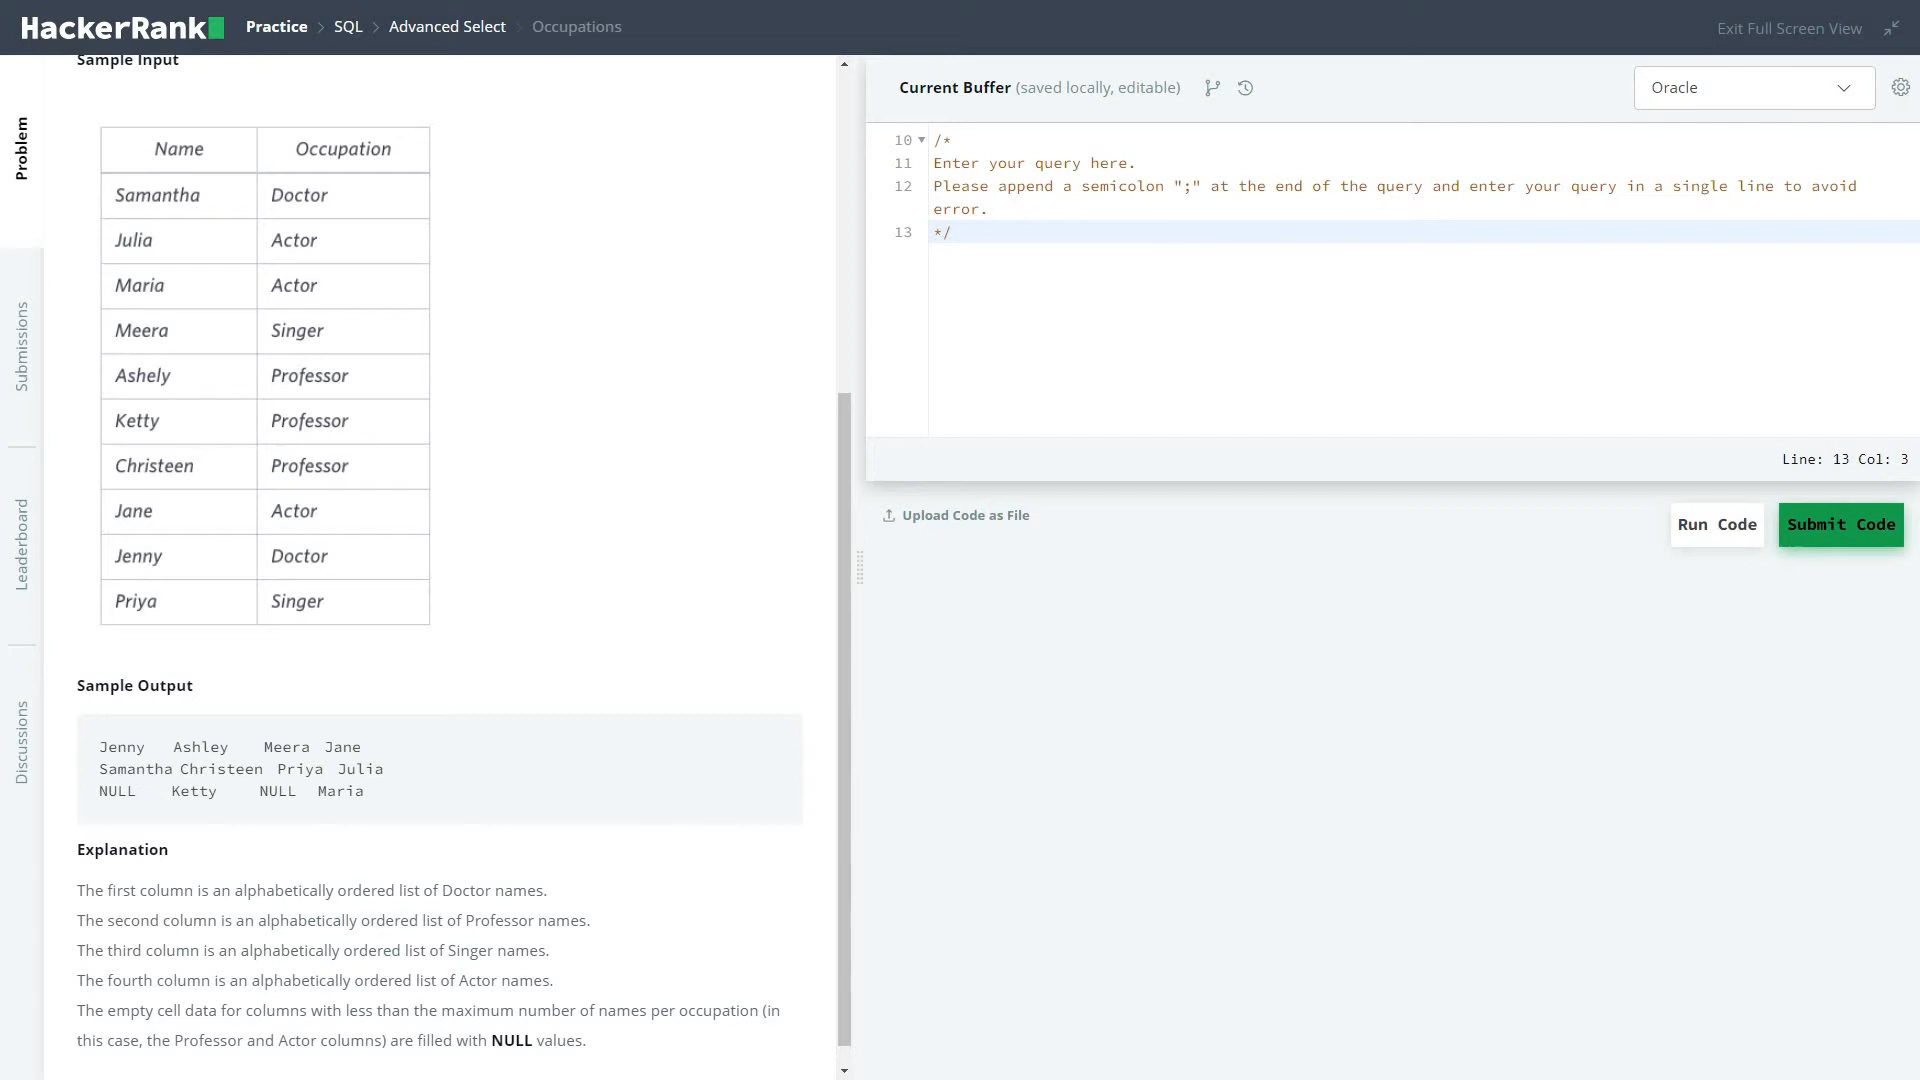 HackerRank Practice > SQL > Advanced Select > Occupations Exit Full Screen View
Problem
Submissions
Leaderboard
Discussions
Sample Input
Name Occupation
Samantha Doctor
Julia Actor
Maria Actor
Meera Singer
Ashely Professor
Ketty Professor
Christeen Professor
Jane Actor
Jenny Doctor
Priya Singer
Sample Output
Jenny Ashley Meera Jane
Samantha Christeen Priya Julia
NULL Ketty NULL Maria
Explanation
The first column is an alphabetically ordered list of Doctor names.
The second column is an alphabetically ordered list of Professor names.
The third column is an alphabetically ordered list of Singer names.
The fourth column is an alphabetically ordered list of Actor names.
The empty cell data for columns with less than the maximum number of names per occupation (in
this case, the Professor and Actor columns) are filled with NULL values.
Current Buffer (saved locally, editable) Oracle
10 /*
11 Enter your query here.
12 Please append a semicolon ";" at the end of the query and enter your query in a single line to avoid
error.
13 */
Line: 13 Col: 3
Upload Code as File Run Code Submit Code